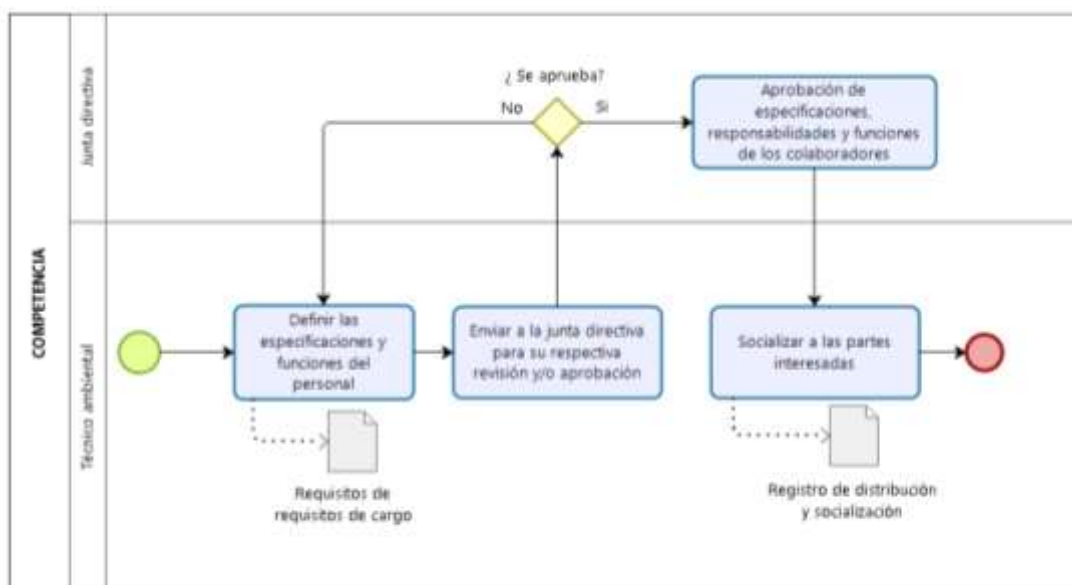 COMPETENCIA
Junta directiva
¿ Se aprueba?
No
Si
Aprobación de
especificaciones,
responsabilidades y funciones
de los colaboradores
Técnico ambiental
Definir las
especificaciones y
funciones del
personal
Enviar a la junta directiva
para su respectiva
revisión y/o aprobación
Socializar a las partes
interesadas
Requisitos de
requisitos de cargo
Registro de distribución
y socialización